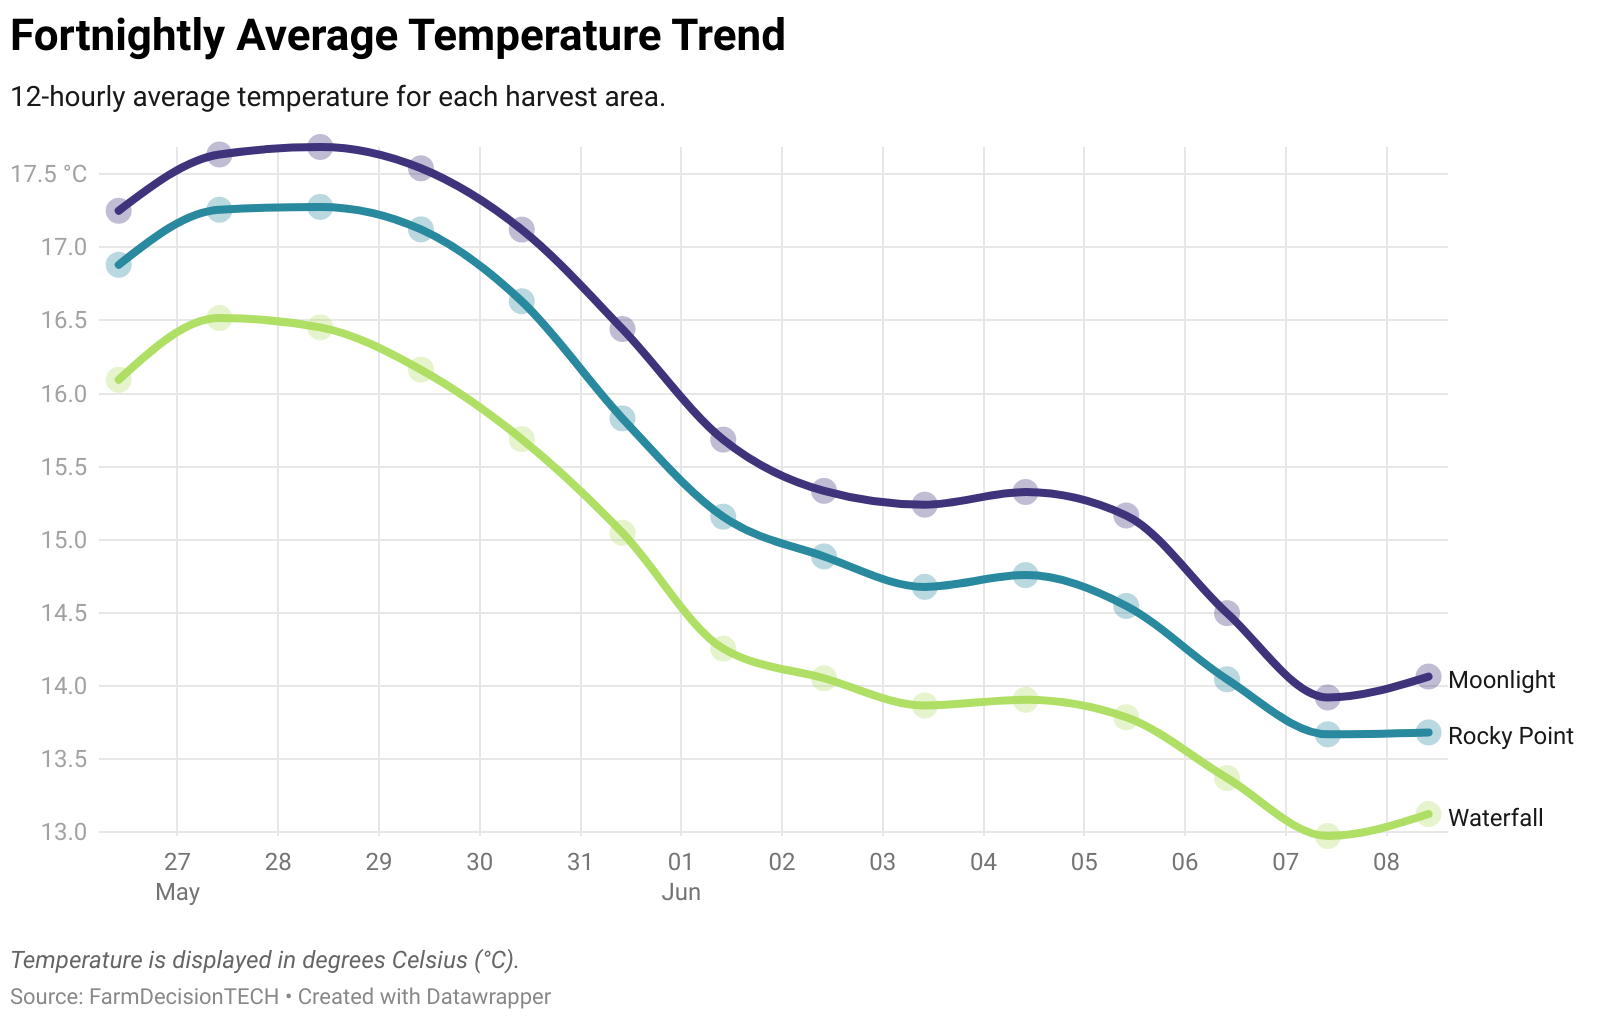 Fortnightly Average Temperature Trend
12-hourly average temperature for each harvest area.
17.5 °C
17.0
16.5
16.0
15.5
15.0
14.5
14.0
13.5
13.0
Moonlight
Rocky Point
Waterfall
27 28 29 30 31 01 02 03 04 05 06 07 08
May Jun
Temperature is displayed in degrees Celsius (°C).
Source: FarmDecisionTECH • Created with Datawrapper